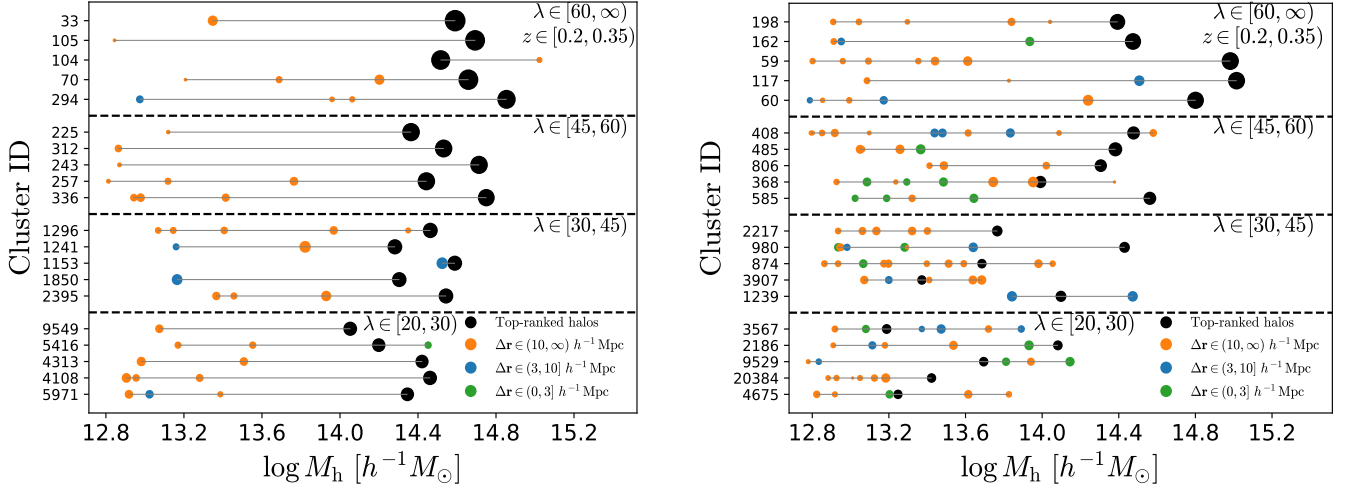 33
λ ∈ [60, ∞)
105
z ∈ [0.2, 0.35)
104
70
294
225
λ ∈ [45, 60)
312
243
257
336
1296
λ ∈ [30, 45)
1241
1153
1850
2395
9549
λ ∈ [20, 30)
Top-ranked halos
5416
Δr ∈ (10, ∞) h⁻¹ Mpc
4313
Δr ∈ (3, 10] h⁻¹ Mpc
4108
Δr ∈ (0, 3] h⁻¹ Mpc
5971
Cluster ID
12.8 13.2 13.6 14.0 14.4 14.8 15.2
log M_h [h⁻¹M_⊙]
198
λ ∈ [60, ∞)
162
z ∈ [0.2, 0.35)
59
117
60
408
λ ∈ [45, 60)
485
806
368
585
2217
λ ∈ [30, 45)
980
874
3907
1239
3567
λ ∈ [20, 30)
Top-ranked halos
2186
Δr ∈ (10, ∞) h⁻¹ Mpc
9529
Δr ∈ (3, 10] h⁻¹ Mpc
20384
Δr ∈ (0, 3] h⁻¹ Mpc
4675
Cluster ID
12.8 13.2 13.6 14.0 14.4 14.8 15.2
log M_h [h⁻¹M_⊙]